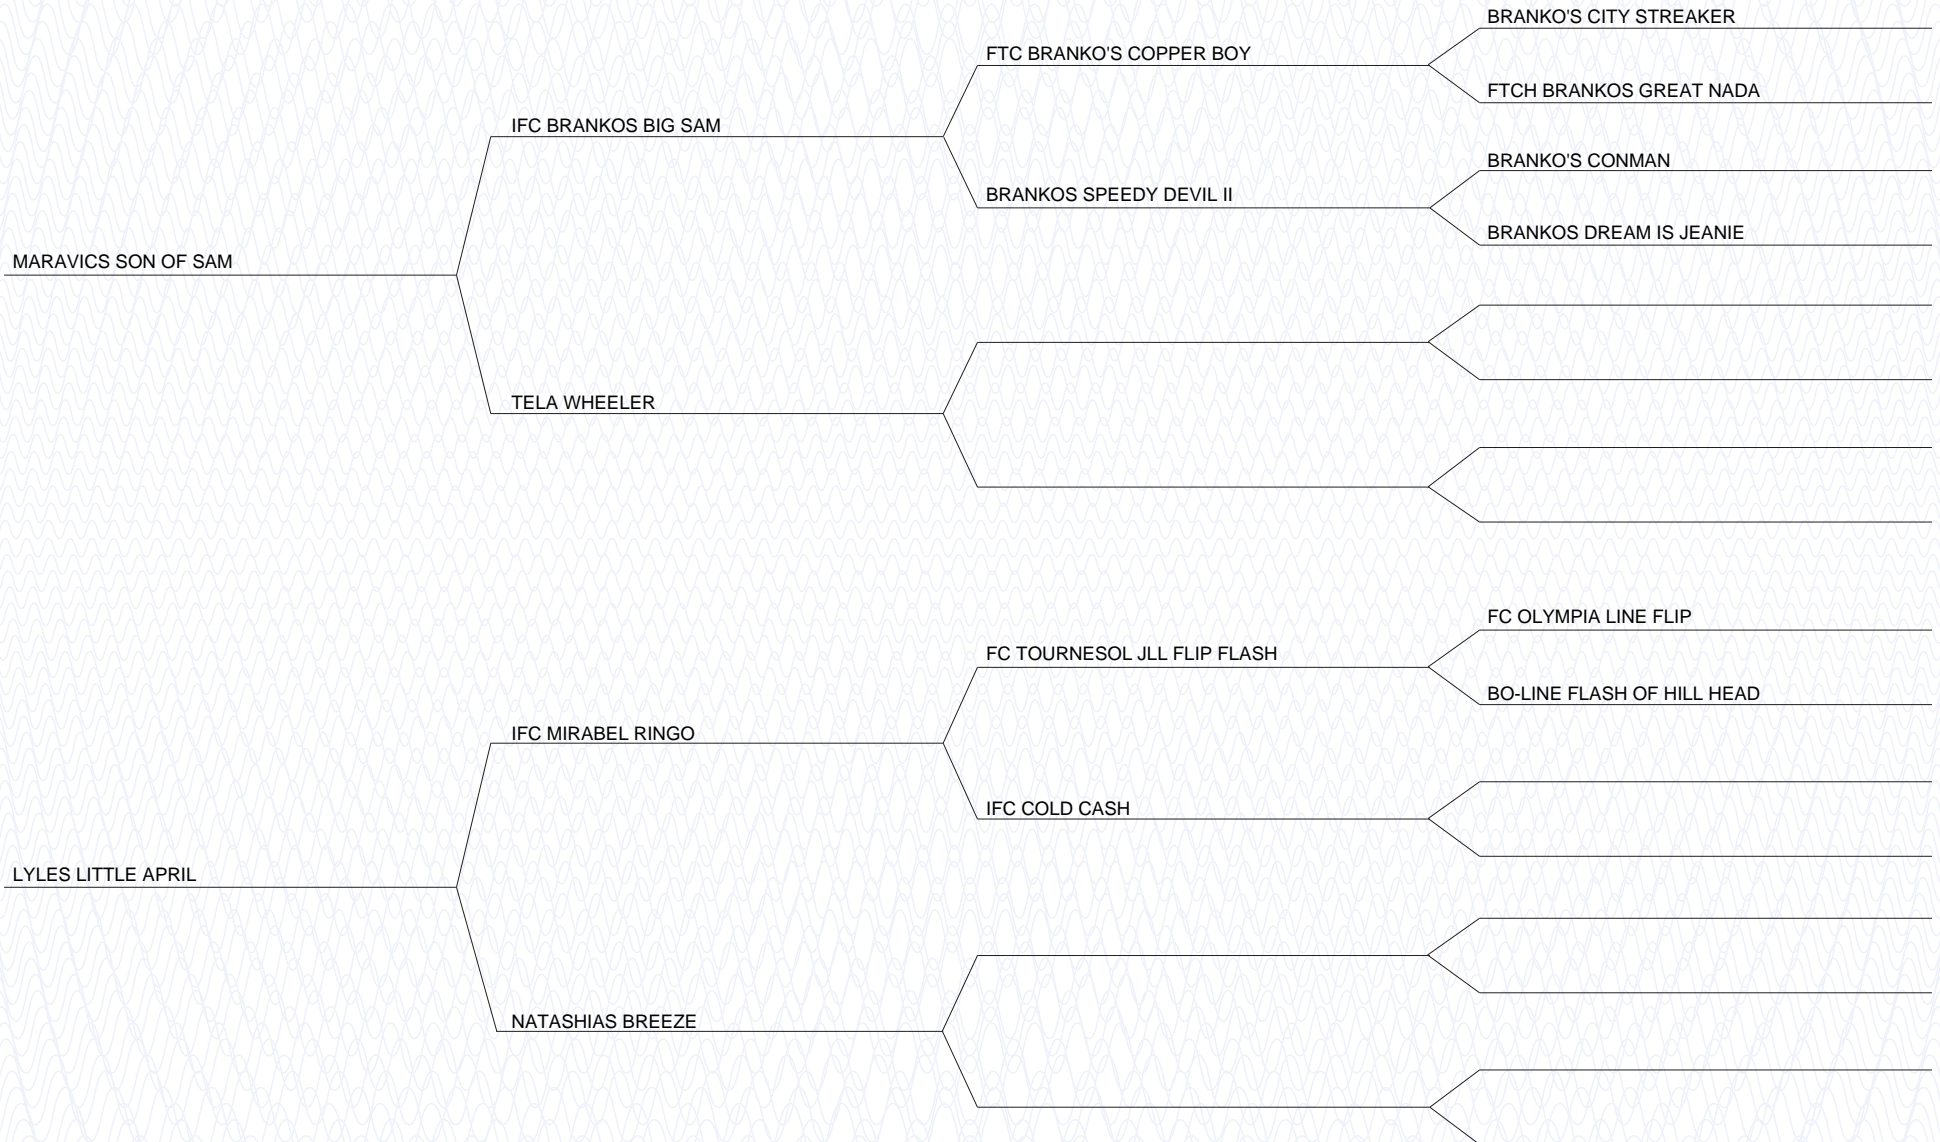 BRANKO'S CITY STREAKER
FTC BRANKO'S COPPER BOY
FTCH BRANKOS GREAT NADA
IFC BRANKOS BIG SAM
BRANKO'S CONMAN
BRANKOS SPEEDY DEVIL II
BRANKOS DREAM IS JEANIE
MARAVICS SON OF SAM
TELA WHEELER
FC OLYMPIA LINE FLIP
FC TOURNESOL JLL FLIP FLASH
BO-LINE FLASH OF HILL HEAD
IFC MIRABEL RINGO
IFC COLD CASH
LYLES LITTLE APRIL
NATASHIAS BREEZE